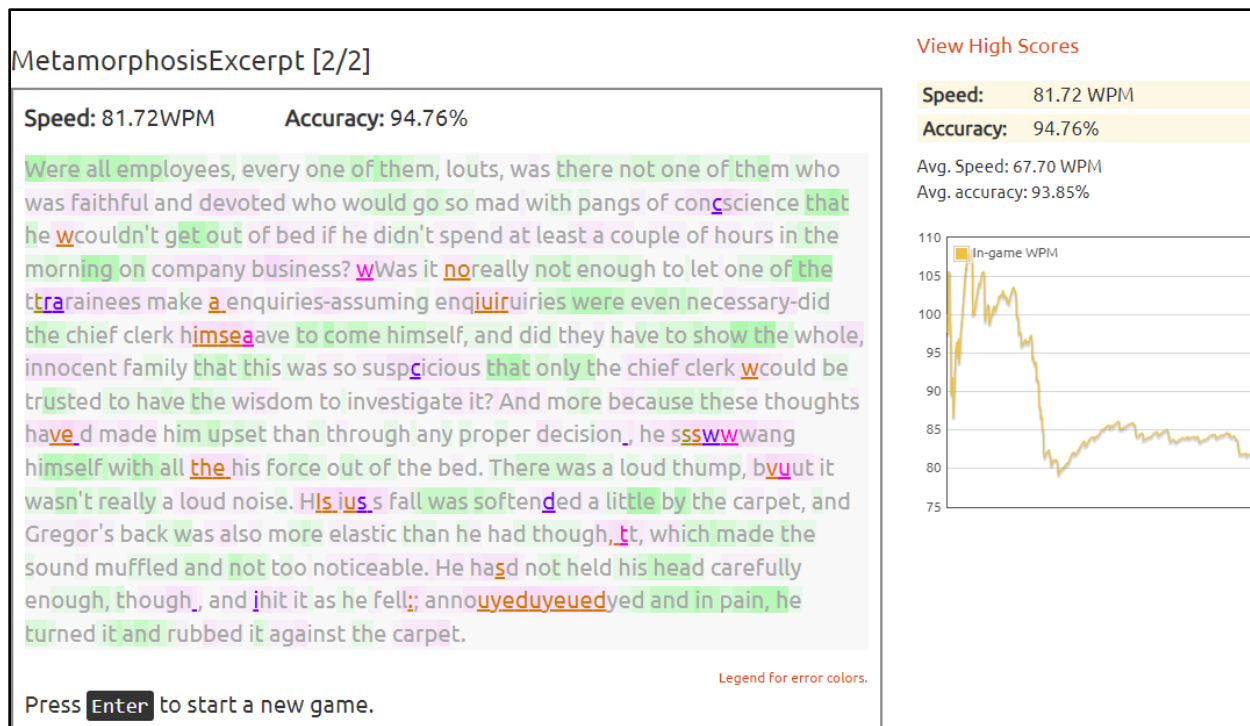 MetamorphosisExcerpt [2/2]
Speed: 81.72WPM Accuracy: 94.76%
Were all employees, every one of them, louts, was there not one of them who
was faithful and devoted who would go so mad with pangs of concscience that
he wcouldn't get out of bed if he didn't spend at least a couple of hours in the
morning on company business? wWas it noreally not enough to let one of the
ttrarainees make a enquiries-assuming enqiuiruiries were even necessary-did
the chief clerk himseaave to come himself, and did they have to show the whole,
innocent family that this was so suspcicious that only the chief clerk wcould be
trusted to have the wisdom to investigate it? And more because these thoughts
have d made him upset than through any proper decision , he ssswwwang
himself with all the his force out of the bed. There was a loud thump, bvuut it
wasn't really a loud noise. HIs ius s fall was softended a little by the carpet, and
Gregor's back was also more elastic than he had though, tt, which made the
sound muffled and not too noticeable. He hasd not held his head carefully
enough, though , and ihit it as he fell:; annouyeduyeuedyed and in pain, he
turned it and rubbed it against the carpet.
Legend for error colors.
Press Enter to start a new game.
View High Scores
Speed: 81.72 WPM
Accuracy: 94.76%
Avg. Speed: 67.70 WPM
Avg. accuracy: 93.85%
In-game WPM
110
105
100
95
90
85
80
75